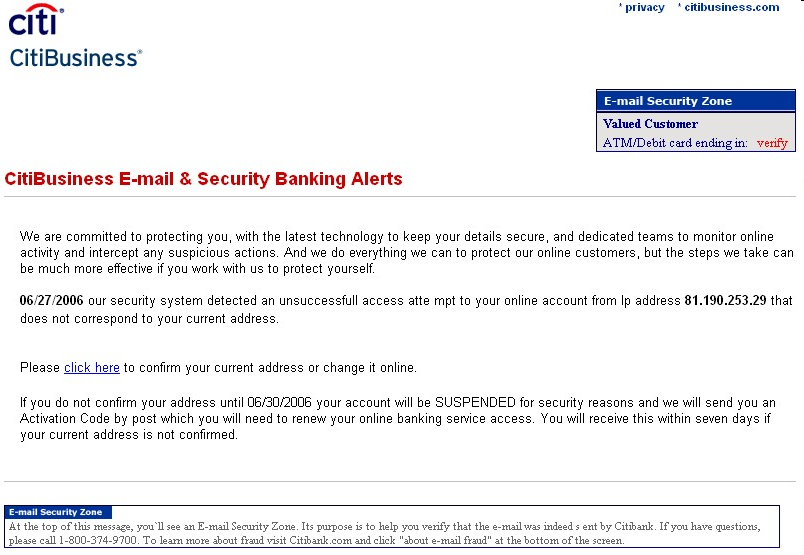 citi®
* privacy * citibusiness.com
CitiBusiness®
E-mail Security Zone
Valued Customer
ATM/Debit card ending in: verify
CitiBusiness E-mail & Security Banking Alerts
We are committed to protecting you, with the latest technology to keep your details secure, and dedicated teams to monitor online
activity and intercept any suspicious actions. And we do everything we can to protect our online customers, but the steps we take can
be much more effective if you work with us to protect yourself.
06/27/2006 our security system detected an unsuccessfull access atte mpt to your online account from Ip address 81.190.253.29 that
does not correspond to your current address.
Please click here to confirm your current address or change it online.
If you do not confirm your address until 06/30/2006 your account will be SUSPENDED for security reasons and we will send you an
Activation Code by post which you will need to renew your online banking service access. You will receive this within seven days if
your current address is not confirmed.
E-mail Security Zone
At the top of this message, you`ll see an E-mail Security Zone. Its purpose is to help you verify that the e-mail was indeed s ent by Citibank. If you have questions,
please call 1-800-374-9700. To learn more about fraud visit Citibank.com and click "about e-mail fraud" at the bottom of the screen.